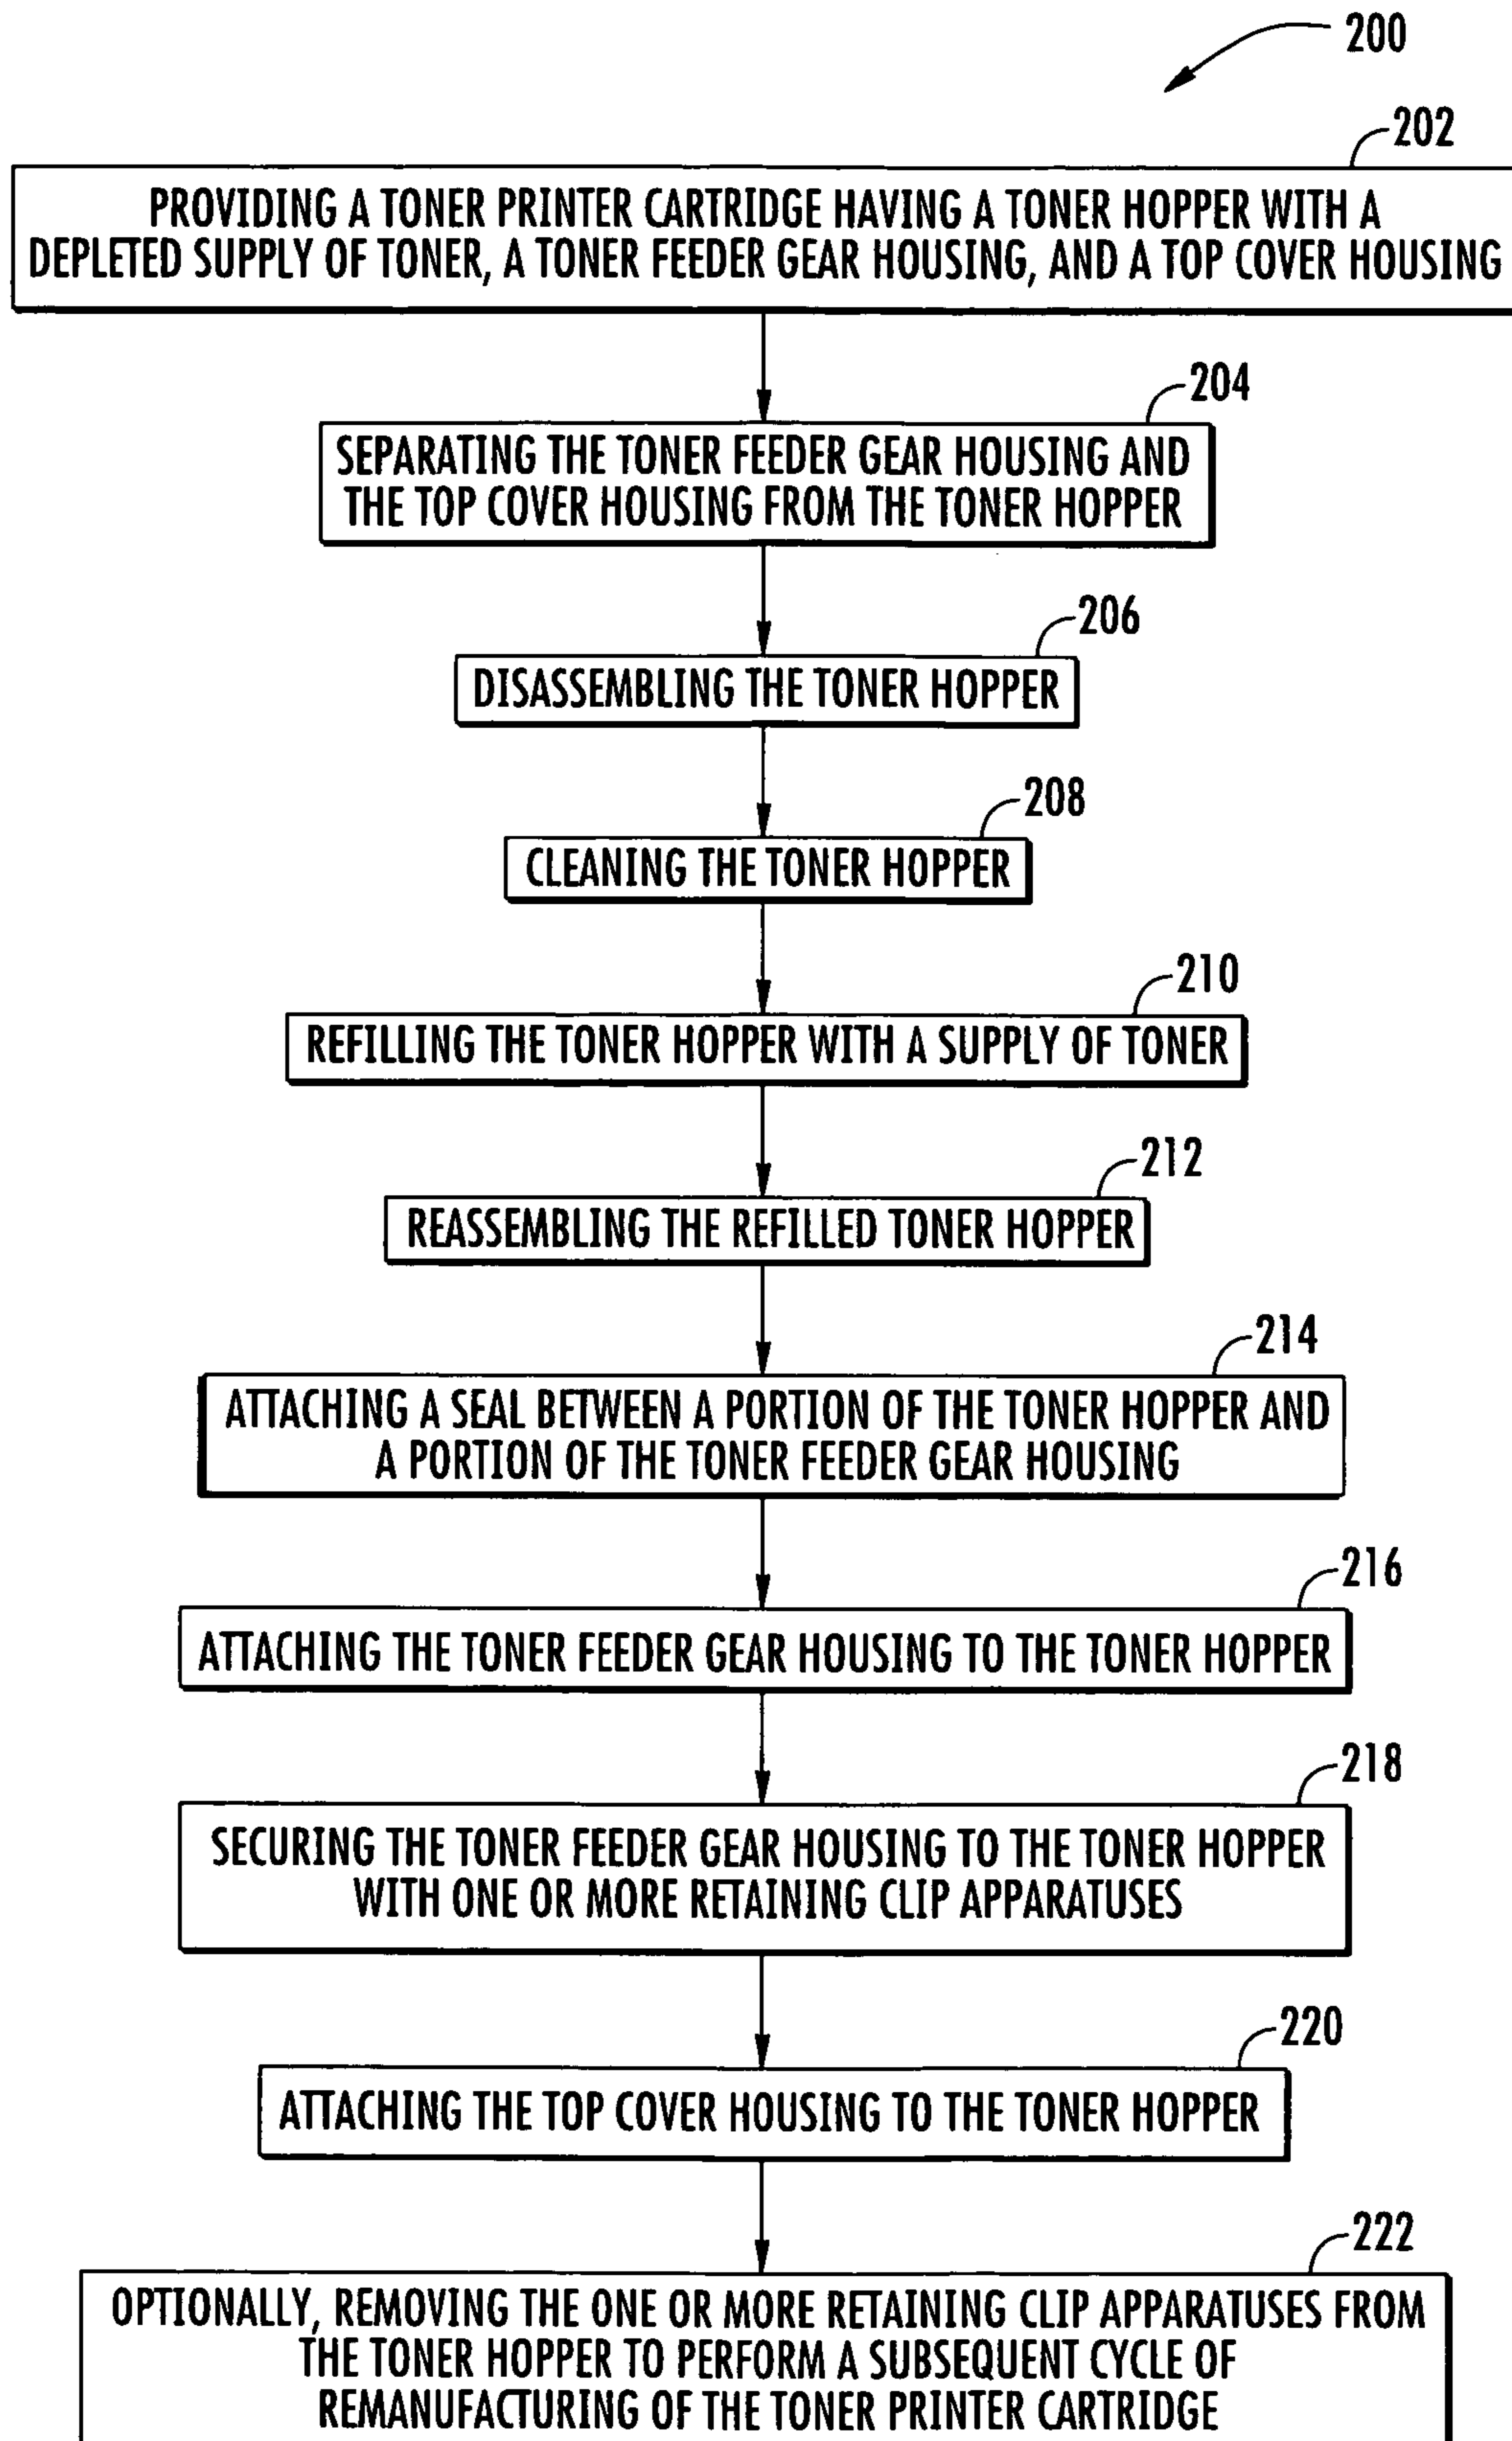 200
202
PROVIDING A TONER PRINTER CARTRIDGE HAVING A TONER HOPPER WITH A
DEPLETED SUPPLY OF TONER, A TONER FEEDER GEAR HOUSING, AND A TOP COVER HOUSING
204
SEPARATING THE TONER FEEDER GEAR HOUSING AND
THE TOP COVER HOUSING FROM THE TONER HOPPER
206
DISASSEMBLING THE TONER HOPPER
208
CLEANING THE TONER HOPPER
210
REFILLING THE TONER HOPPER WITH A SUPPLY OF TONER
212
REASSEMBLING THE REFILLED TONER HOPPER
214
ATTACHING A SEAL BETWEEN A PORTION OF THE TONER HOPPER AND
A PORTION OF THE TONER FEEDER GEAR HOUSING
216
ATTACHING THE TONER FEEDER GEAR HOUSING TO THE TONER HOPPER
218
SECURING THE TONER FEEDER GEAR HOUSING TO THE TONER HOPPER
WITH ONE OR MORE RETAINING CLIP APPARATUSES
220
ATTACHING THE TOP COVER HOUSING TO THE TONER HOPPER
222
OPTIONALLY, REMOVING THE ONE OR MORE RETAINING CLIP APPARATUSES FROM
THE TONER HOPPER TO PERFORM A SUBSEQUENT CYCLE OF
REMANUFACTURING OF THE TONER PRINTER CARTRIDGE